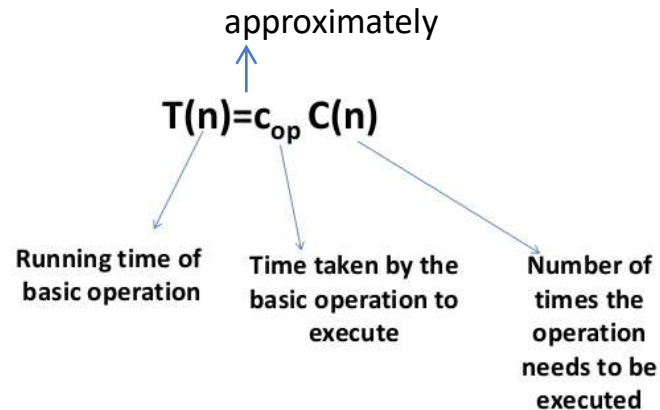 approximately
T(n)=cop C(n)
Running time of
basic operation
Time taken by the
basic operation to
execute
Number of
times the
operation
needs to be
executed